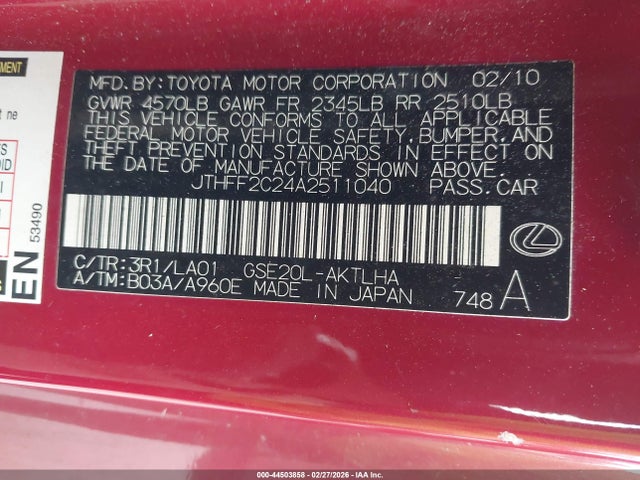 MFD. BY: TOYOTA MOTOR CORPORATION 02/10
GVWR 4570LB GAWR FR 2345LB RR 2510LB
THIS VEHICLE CONFORMS TO ALL APPLICABLE
FEDERAL MOTOR VEHICLE SAFETY, BUMPER, AND
THEFT PREVENTION STANDARDS IN EFFECT ON
THE DATE OF MANUFACTURE SHOWN ABOVE.
JTHFF2C24A2511040 PASS. CAR
C/TR: 3R1/LA01 GSE20L-AKTLHA
A/TM: B03A/A960E MADE IN JAPAN 748 A
EN
53490
000-44503858 - 02/27/2026 - IAA Inc.